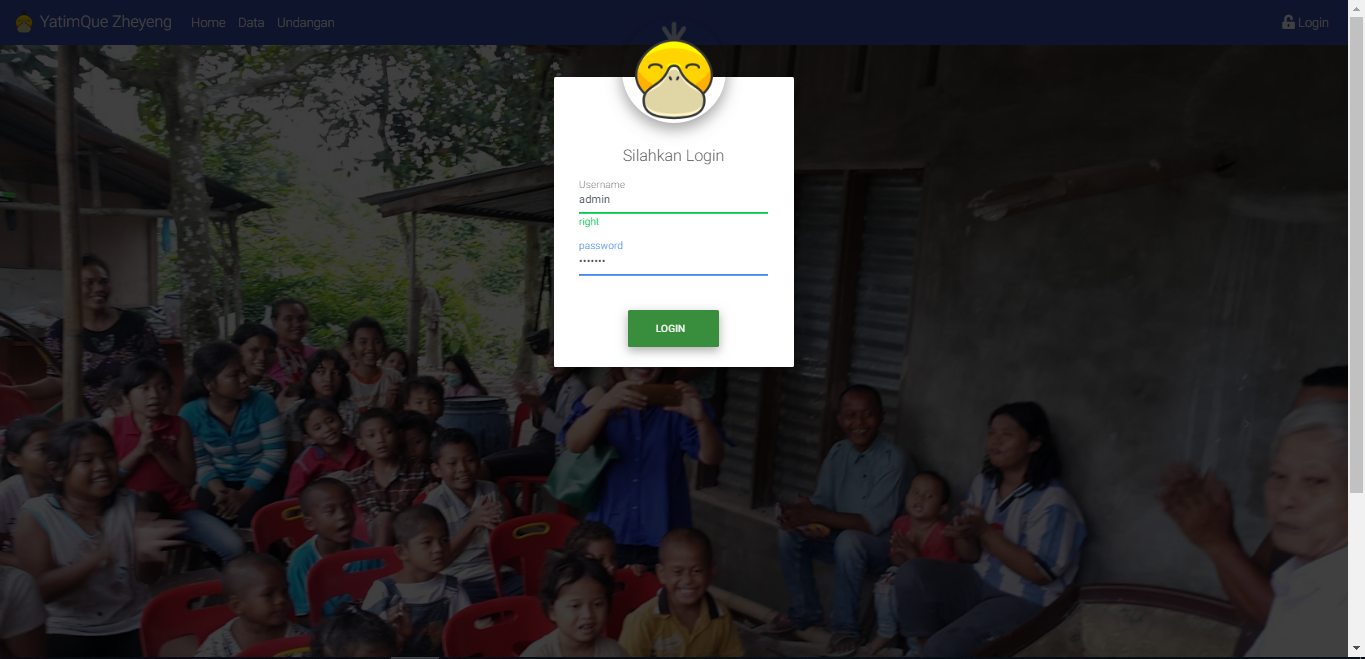 YatimQue Zheyeng Home Data Undangan Login
Silahkan Login
Username
admin
right
password
•••••••
LOGIN